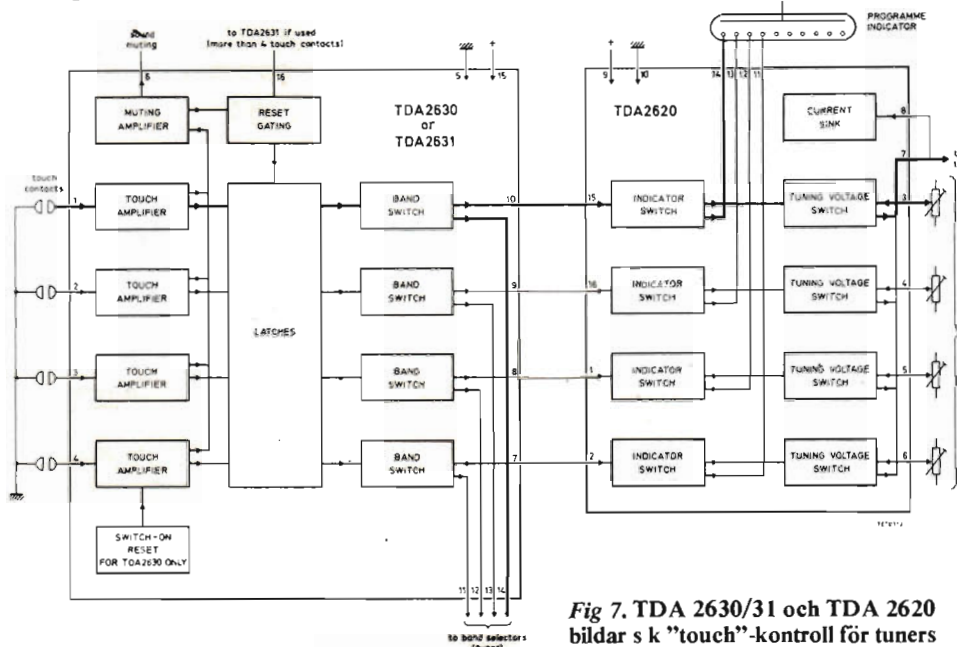 sound
muting
to TDA2631 if used
(more than 4 touch contacts)
+
+
PROGRAMME
INDICATOR
6
16
5
15
9
10
14
13
12
11
MUTING
AMPLIFIER
RESET
GATING
TDA2630
or
TDA2631
TDA2620
CURRENT
SINK
8
7
touch
contacts
1
TOUCH
AMPLIFIER
BAND
SWITCH
10
15
INDICATOR
SWITCH
TUNING VOLTAGE
SWITCH
3
2
TOUCH
AMPLIFIER
BAND
SWITCH
9
16
INDICATOR
SWITCH
TUNING VOLTAGE
SWITCH
4
LATCHES
3
TOUCH
AMPLIFIER
BAND
SWITCH
8
1
INDICATOR
SWITCH
TUNING VOLTAGE
SWITCH
5
4
TOUCH
AMPLIFIER
BAND
SWITCH
7
2
INDICATOR
SWITCH
TUNING VOLTAGE
SWITCH
6
SWITCH-ON
RESET
FOR TDA2630 ONLY
11
12
13
14
to band selectors
Fig 7. TDA 2630/31 och TDA 2620
bildar s k "touch"-kontroll för tuners